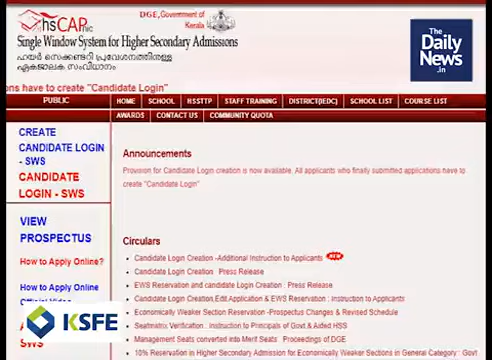 hsCAP nic
DGE, Government of
Kerala
Single Window System for Higher Secondary Admissions
ഹയർ സെക്കണ്ടറി പ്രവേശനത്തിനുള്ള
ഏകജാലക സംവിധാനം
The
Daily
News
.in
ons have to create "Candidate Login"
PUBLIC
HOME SCHOOL HSSTTP STAFF TRAINING DISTRICT(IEDC) SCHOOL LIST COURSE LIST
AWARDS CONTACT US COMMUNITY QUOTA
CREATE
CANDIDATE LOGIN
- SWS
CANDIDATE
LOGIN - SWS
VIEW
PROSPECTUS
How to Apply Online?
How to Apply Online
KSFE
Announcements
Provision for Candidate Login creation is now available. All applicants who finally submitted applications have to
create "Candidate Login"
Circulars
Candidate Login Creation -Additional Instruction to Applicants NEW
Candidate Login Creation Press Release
EWS Reservation and candidate Login Creation : Press Release
Candidate Login Creation,Edit Application & EWS Reservation : Instruction to Applicants
Economically Weaker Section Reservation -Prospectus Changes & Revised Schedule
Seatmatrix Verification : Instruction to Principals of Govt & Aided HSS
Management Seats converted into Merit Seats Proceedings of DGE
10% Reservation in Higher Secondary Admission for Economically Weaker Sections in General Category:: Govt